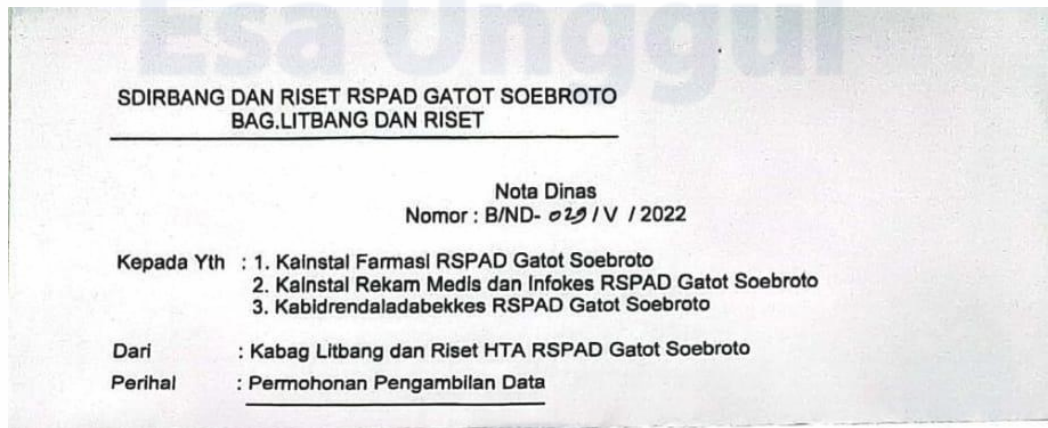 Esa Unggul
SDIRBANG DAN RISET RSPAD GATOT SOEBROTO
BAG.LITBANG DAN RISET
Nota Dinas
Nomor : B/ND- 029 / V / 2022
Kepada Yth : 1. Kainstal Farmasi RSPAD Gatot Soebroto
2. Kainstal Rekam Medis dan Infokes RSPAD Gatot Soebroto
3. Kabidrendaladabekkes RSPAD Gatot Soebroto
Dari : Kabag Litbang dan Riset HTA RSPAD Gatot Soebroto
Perihal : Permohonan Pengambilan Data